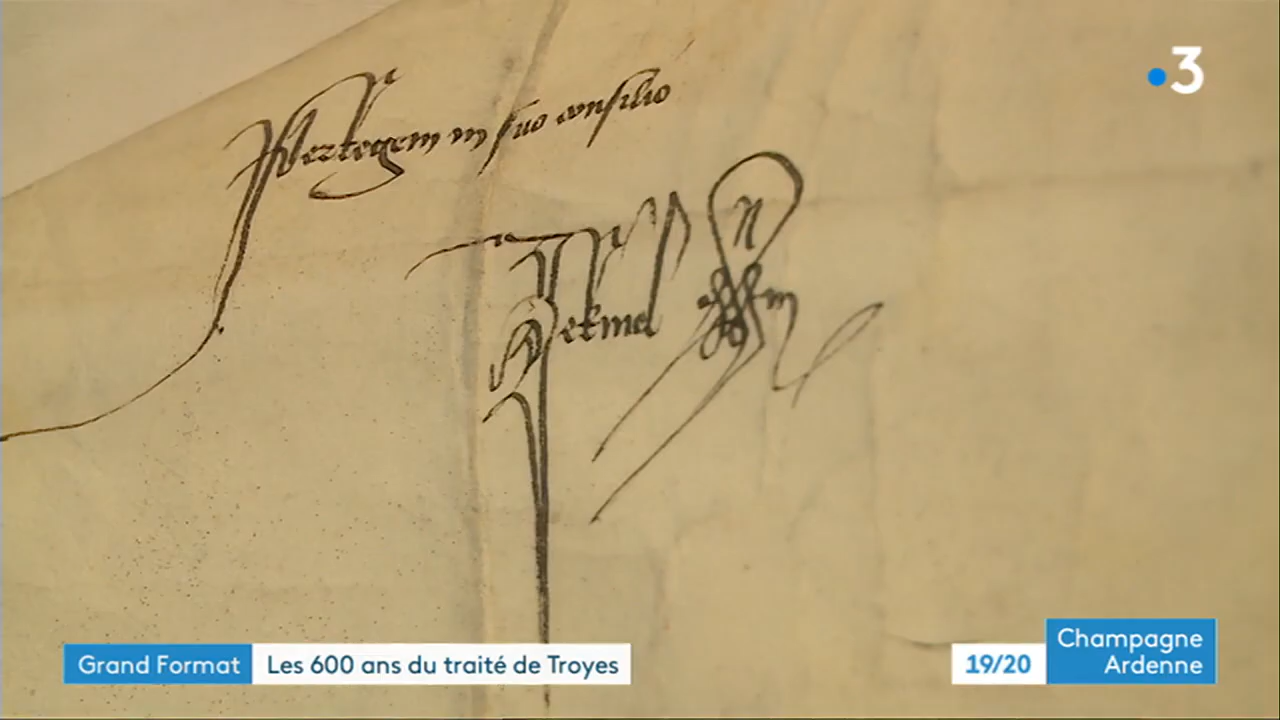 3
Per regem in suo consilio
Grand Format Les 600 ans du traité de Troyes
19/20 Champagne
Ardenne